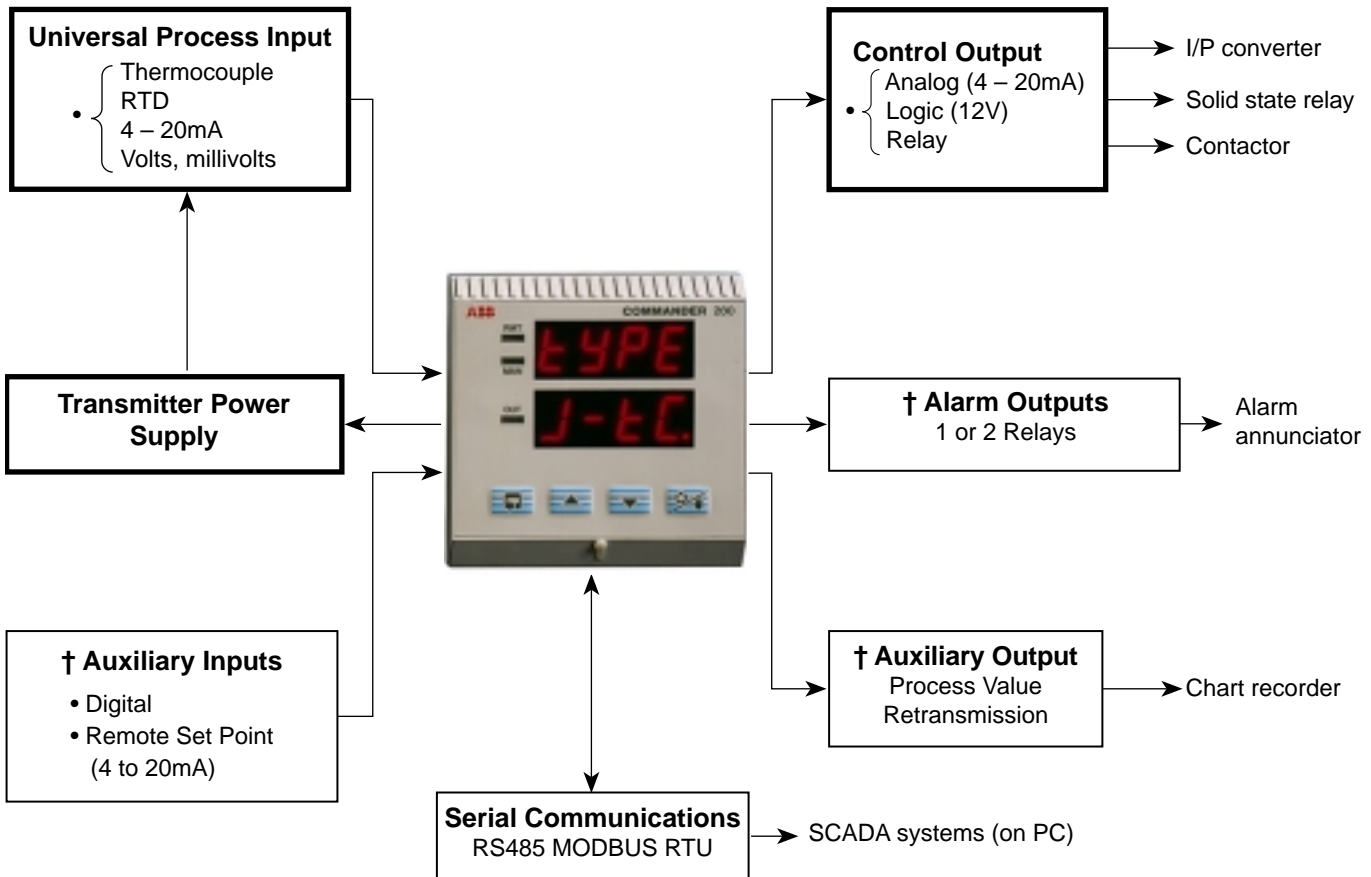 Universal Process Input
• Thermocouple
RTD
4 – 20mA
Volts, millivolts
Control Output
• Analog (4 – 20mA)
Logic (12V)
Relay
I/P converter
Solid state relay
Contactor
ABB
COMMANDER 200
RMT
tYPE
MAN
OUT
J-tC.
Transmitter Power
Supply
† Alarm Outputs
1 or 2 Relays
Alarm
annunciator
† Auxiliary Inputs
• Digital
• Remote Set Point
(4 to 20mA)
† Auxiliary Output
Process Value
Retransmission
Chart recorder
Serial Communications
RS485 MODBUS RTU
SCADA systems (on PC)